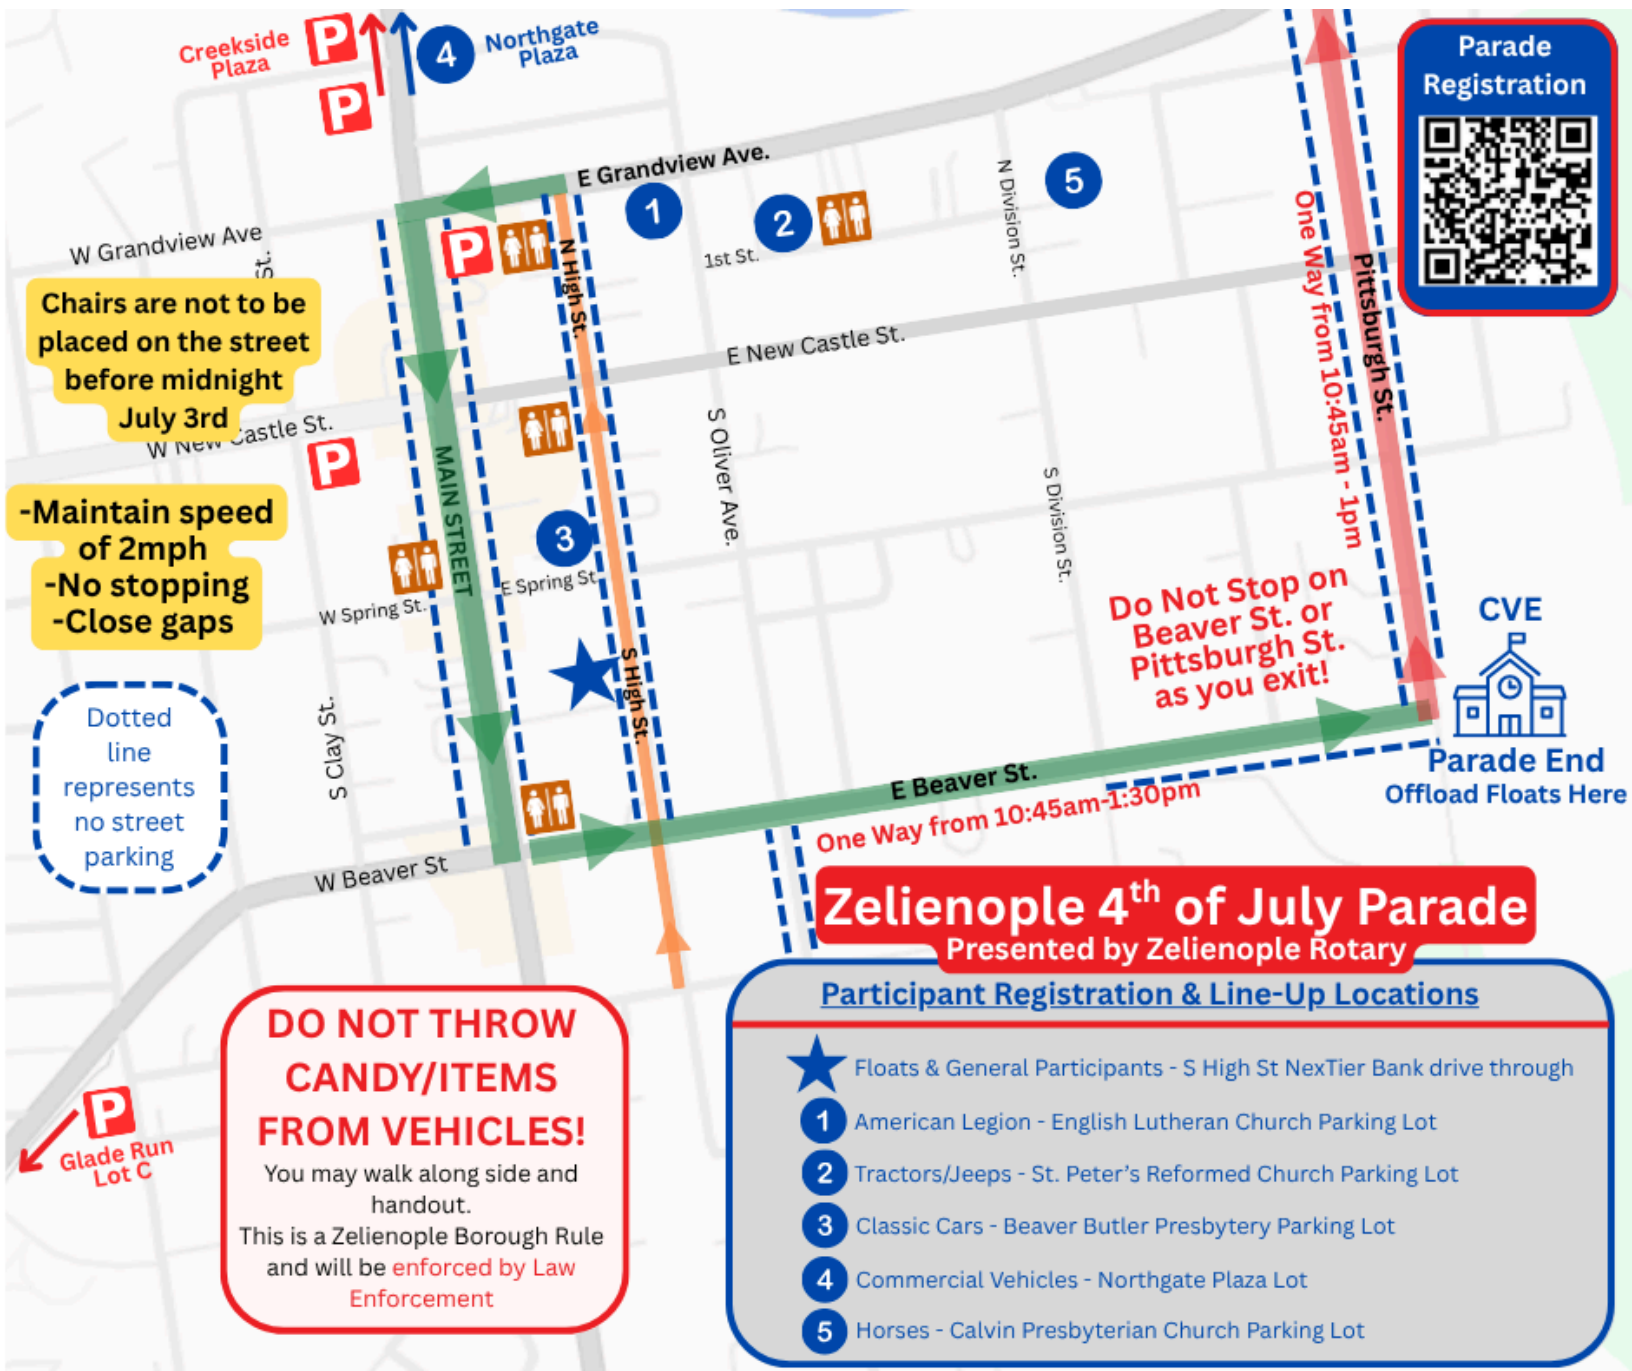 Creekside
Plaza
P
P
4
Northgate
Plaza
Parade
Registration
E Grandview Ave.
1
2
5
N Division St.
1st St.
W Grandview Ave
St.
P
N High St.
One Way from 10:45am - 1pm
Pittsburgh St.
Chairs are not to be
placed on the street
before midnight
July 3rd
W New Castle St.
E New Castle St.
P
MAIN STREET
S Oliver Ave.
S Division St.
-Maintain speed
of 2mph
-No stopping
-Close gaps
3
E Spring St.
W Spring St.
Do Not Stop on
Beaver St. or
Pittsburgh St.
as you exit!
CVE
Parade End
Offload Floats Here
S High St.
S Clay St.
Dotted
line
represents
no street
parking
E Beaver St.
One Way from 10:45am-1:30pm
W Beaver St
Zelienople 4th of July Parade
Presented by Zelienople Rotary
Participant Registration & Line-Up Locations
Floats & General Participants - S High St NexTier Bank drive through
1 American Legion - English Lutheran Church Parking Lot
2 Tractors/Jeeps - St. Peter's Reformed Church Parking Lot
3 Classic Cars - Beaver Butler Presbytery Parking Lot
4 Commercial Vehicles - Northgate Plaza Lot
5 Horses - Calvin Presbyterian Church Parking Lot
DO NOT THROW
CANDY/ITEMS
FROM VEHICLES!
You may walk along side and
handout.
This is a Zelienople Borough Rule
and will be enforced by Law
Enforcement
P
Glade Run
Lot C